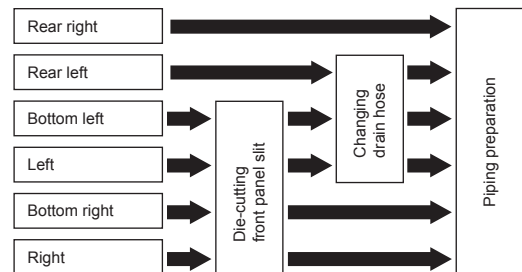 Rear right
Rear left
Bottom left
Left
Bottom right
Right
Die-cutting
front panel slit
Changing
drain hose
Piping preparation